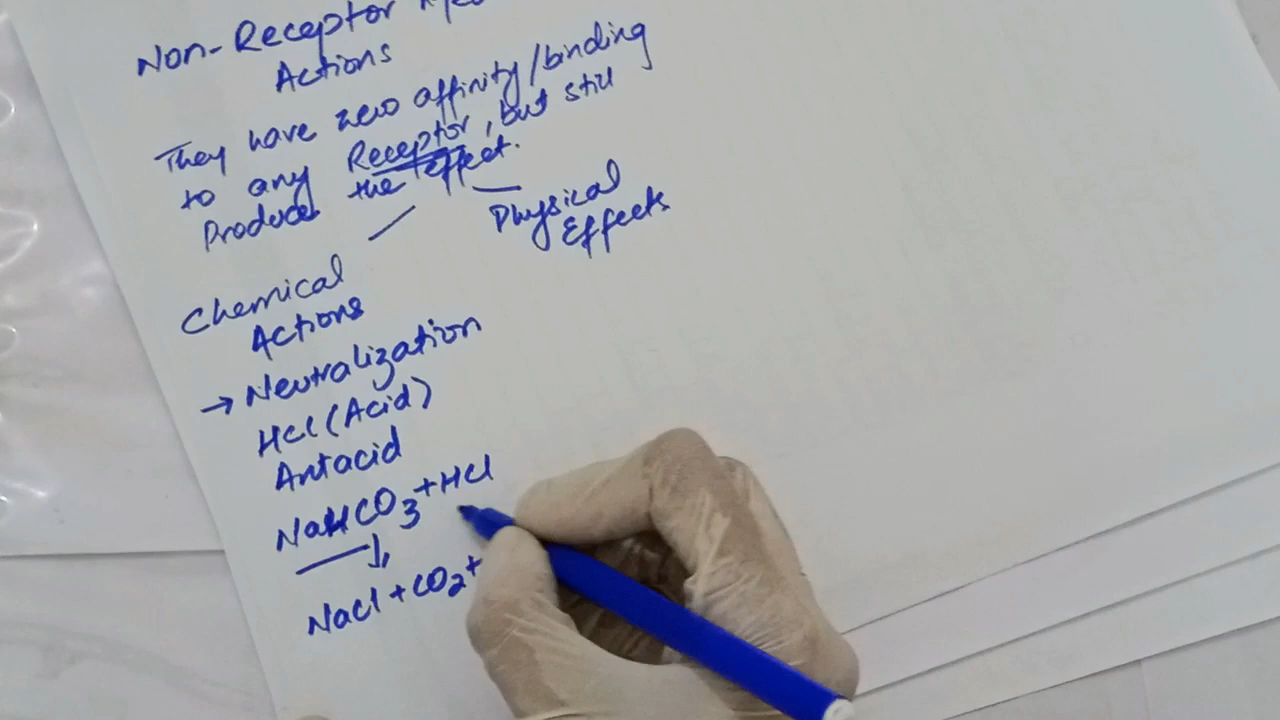 Non-Receptor
Actions
They have zero affinity/binding
to any Receptor, but still
Produces the effect.
Physical
Effects.
Chemical
Actions
→ Neutralization
HCl (Acid)
Antacid
NaHCO3+HCl
NaCl + CO2+